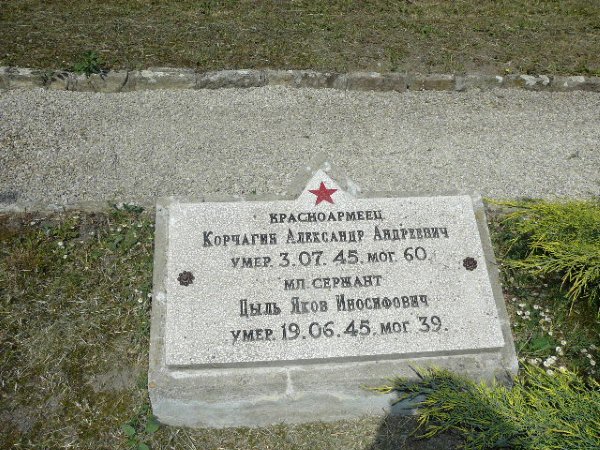 КРАСНОАРМЕЕЦ
КОРЧАГИН АЛЕКСАНДР АНДРЕЕВИЧ
УМЕР. 3.07. 45. МОГ. 60.
МЛ. СЕРЖАНТ
ЦЫЛЬ ЯКОВ ИНОСИФОВИЧ
УМЕР. 19.06. 45. МОГ. 39.